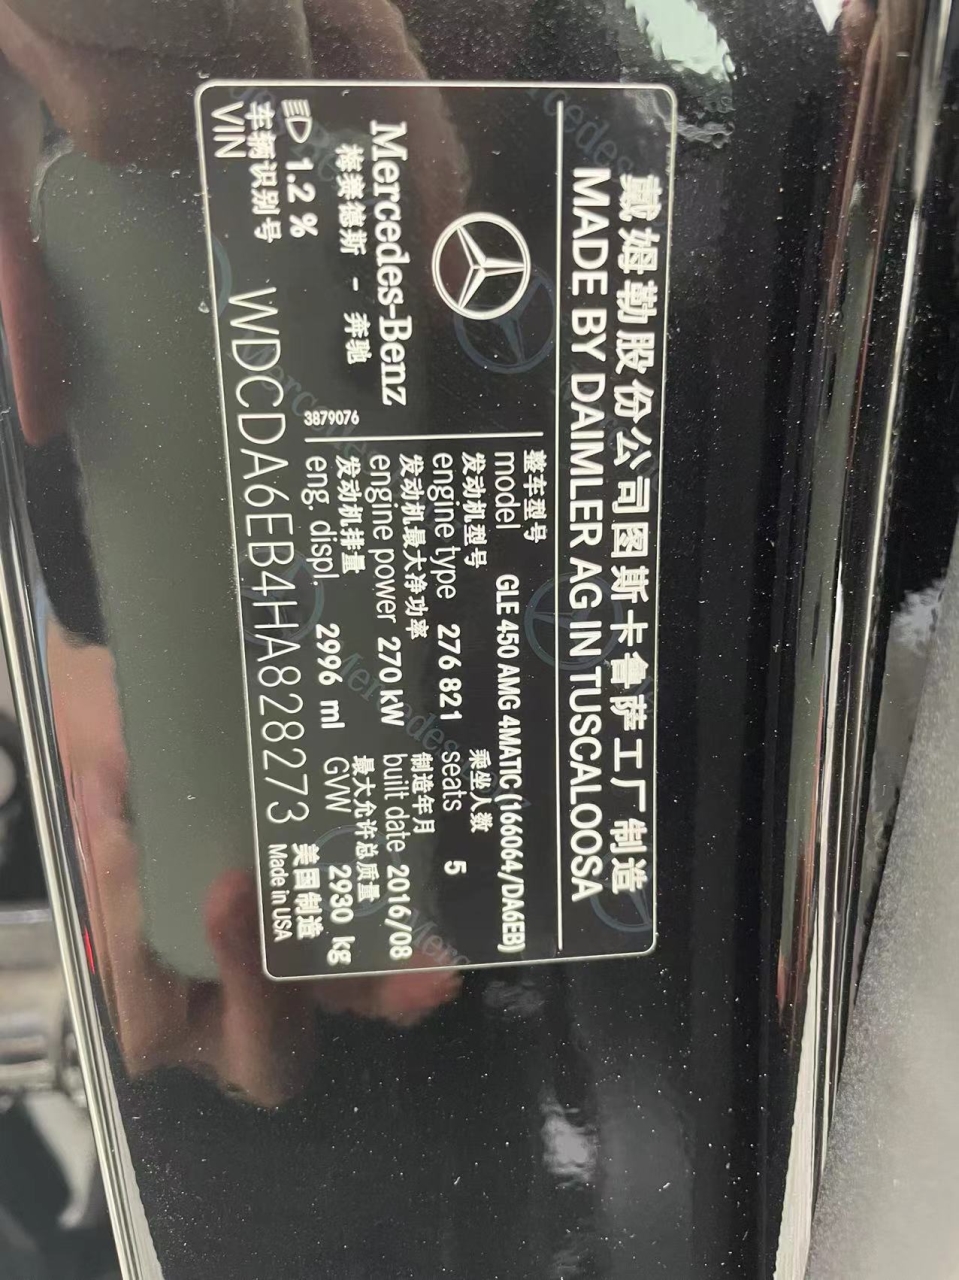 戴姆勒股份公司图斯卡鲁萨工厂制造
MADE BY DAIMLER AG IN TUSCALOOSA
Mercedes-Benz
梅赛德斯 - 奔驰
3879076
整车型号
model GLE 450 AMG 4MATIC (166064/DA6EB)
发动机型号 乘坐人数
engine type 276 821 seats 5
发动机最大净功率 制造年月
engine power 270 kW built date 2016/08
发动机排量 最大允许总质量
eng. displ. 2996 ml GVW 2930 kg
1.2 %
车辆识别号
VIN WDCDA6EB4HA828273
美国制造
Made in USA
Mercedes
Mercedes
Mercedes